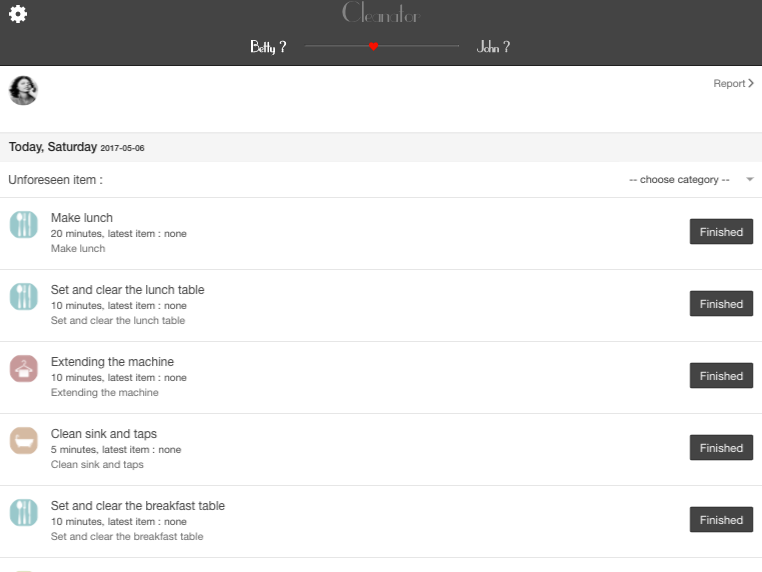 Cleanator
Betty ?
John ?
Report
Today, Saturday 2017-05-06
Unforeseen item :
-- choose category --
Make lunch
20 minutes, latest item : none
Make lunch
Finished
Set and clear the lunch table
10 minutes, latest item : none
Set and clear the lunch table
Finished
Extending the machine
10 minutes, latest item : none
Extending the machine
Finished
Clean sink and taps
5 minutes, latest item : none
Clean sink and taps
Finished
Set and clear the breakfast table
10 minutes, latest item : none
Set and clear the breakfast table
Finished